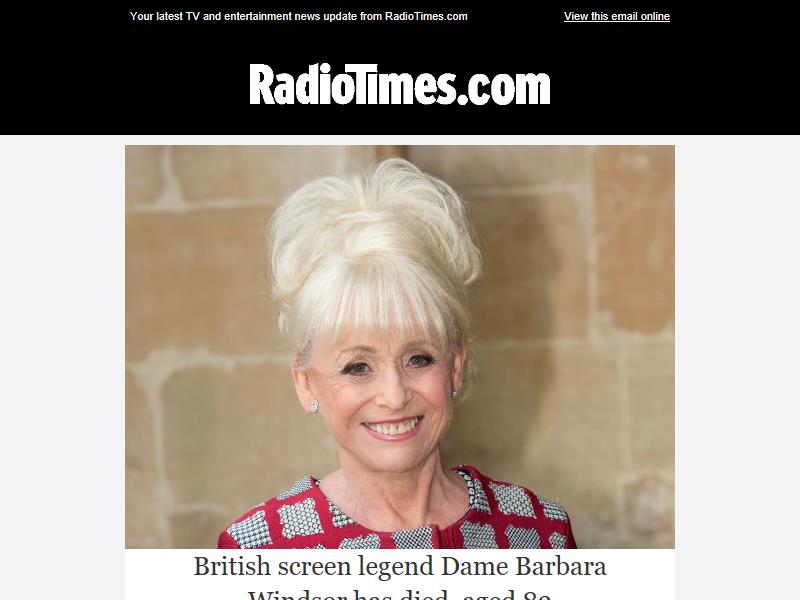 Your latest TV and entertainment news update from RadioTimes.com
View this email online
RadioTimes.com
British screen legend Dame Barbara
Windsor has died, aged 83